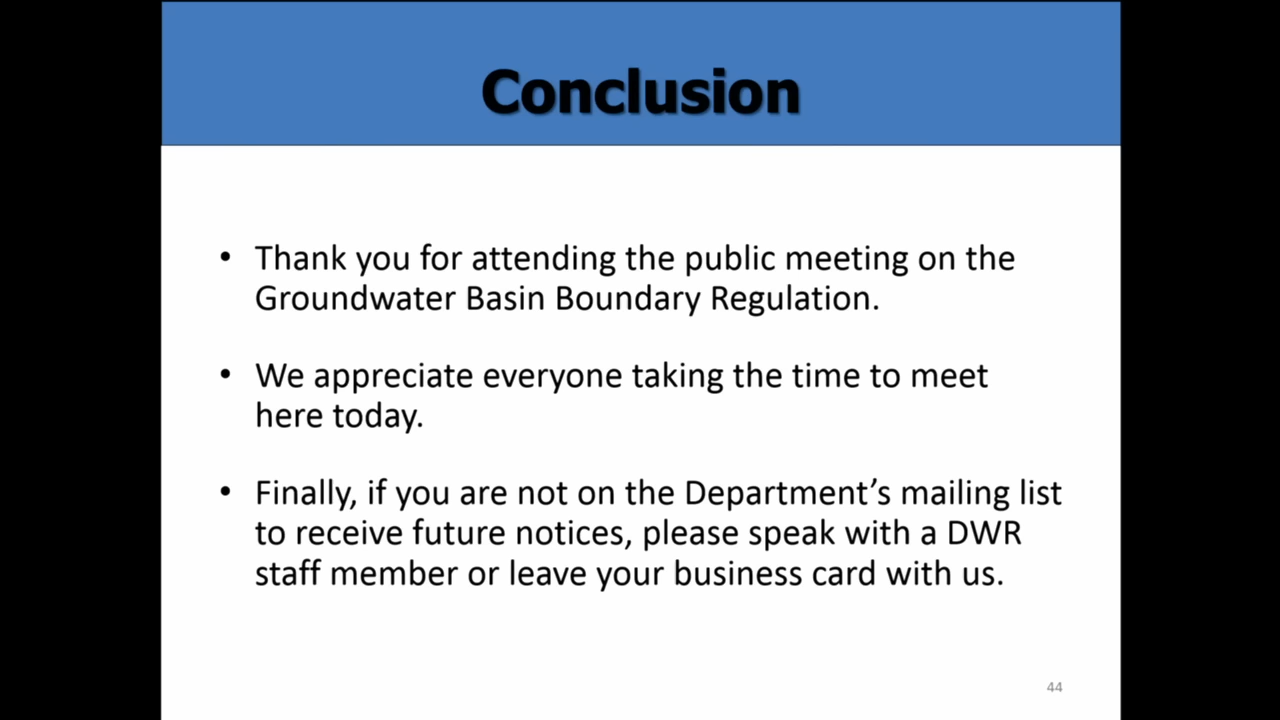 Conclusion
• Thank you for attending the public meeting on the
Groundwater Basin Boundary Regulation.
• We appreciate everyone taking the time to meet
here today.
• Finally, if you are not on the Department’s mailing list
to receive future notices, please speak with a DWR
staff member or leave your business card with us.
44